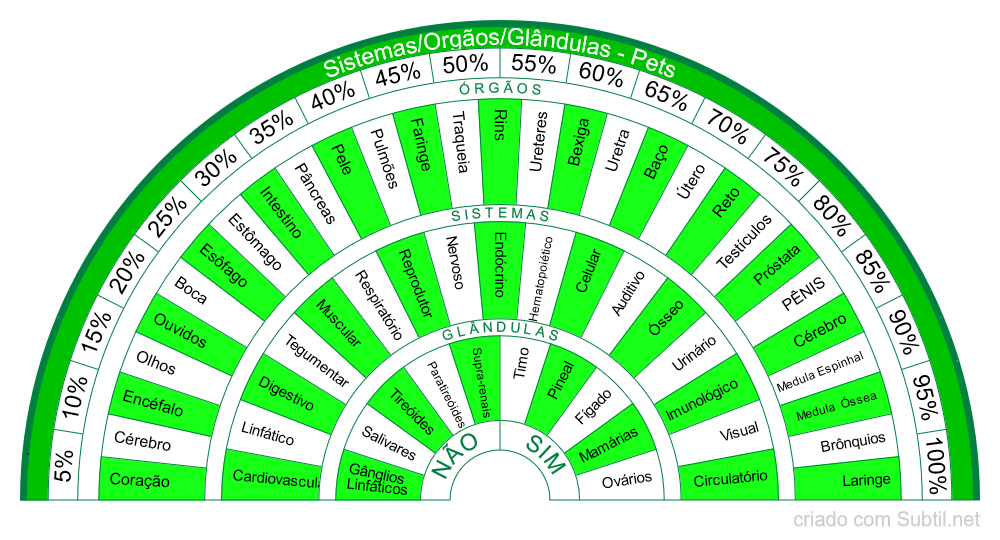 Sistemas/Orgãos/Glândulas - Pets
5%
10%
15%
20%
25%
30%
35%
40%
45%
50%
55%
60%
65%
70%
75%
80%
85%
90%
95%
100%
ÓRGÃOS
Coração
Cérebro
Encéfalo
Olhos
Ouvidos
Boca
Esôfago
Estômago
Intestino
Pâncreas
Pele
Pulmões
Faringe
Traqueia
Rins
Ureteres
Bexiga
Uretra
Baço
Útero
Reto
Testículos
Próstata
PÊNIS
Cérebro
Medula Espinhal
Medula Óssea
Brônquios
Laringe
SISTEMAS
Cardiovascula
Linfático
Digestivo
Tegumentar
Muscular
Respiratório
Reprodutor
Nervoso
Endócrino
Hematopoiético
Celular
Auditivo
Ósseo
Urinário
Imunológico
Visual
Circulatório
GLÂNDULAS
Gânglios
Linfáticos
Salivares
Tireóides
Paratireóides
Supra-renais
Timo
Pineal
Fígado
Mamárias
Ovários
NÃO
SIM
criado com Subtil.net